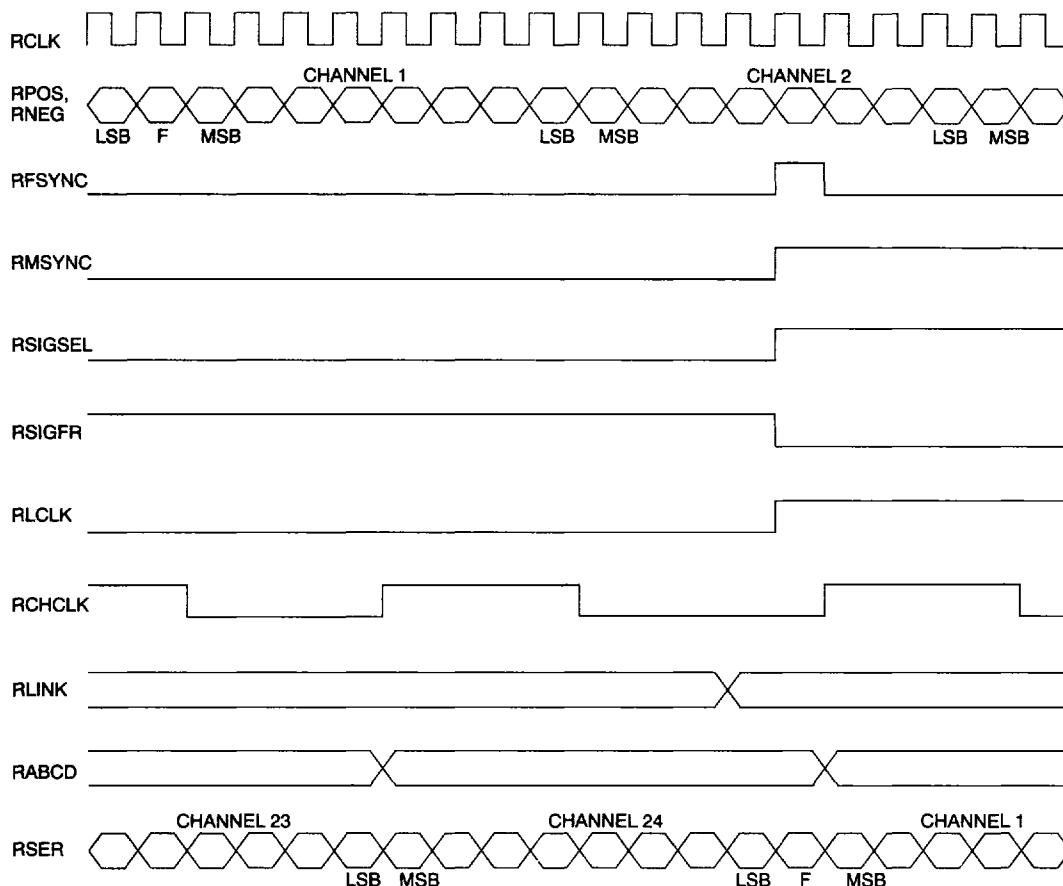 RCLK
CHANNEL 1 CHANNEL 2
RPOS,
RNEG
LSB F MSB LSB MSB LSB MSB
RFSYNC
RMSYNC
RSIGSEL
RSIGFR
RLCLK
RCHCLK
RLINK
RABCD
CHANNEL 23 CHANNEL 24 CHANNEL 1
RSER
LSB MSB LSB F MSB